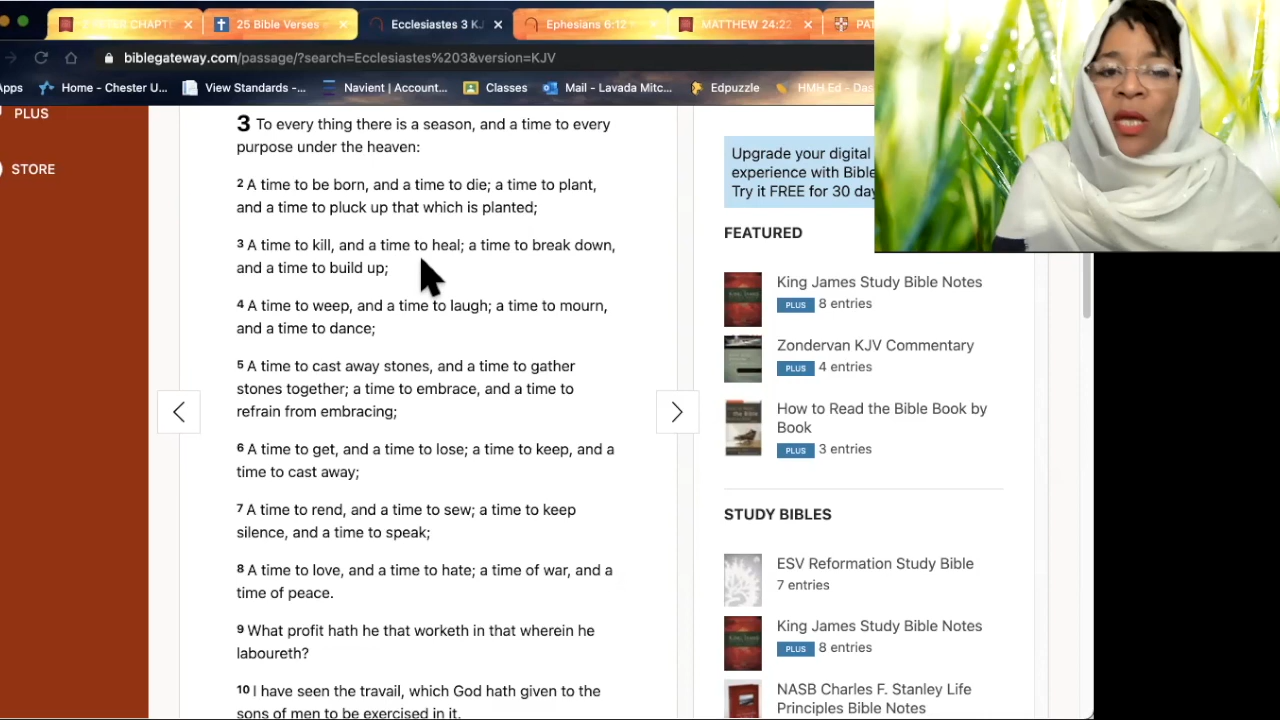 CHAPT
25 Bible Verses
Ecclesiastes 3 KJ
Ephesians 6:12
MATTHEW 24:22
biblegateway.com/passage/?search=Ecclesiastes%203&version=KJV
Apps
Home - Chester U...
View Standards -...
Navient | Account...
Classes
Mail - Lavada Mitc...
Edpuzzle
HMH Ed - Das
PLUS
STORE
3 To every thing there is a season, and a time to every
purpose under the heaven:
2 A time to be born, and a time to die; a time to plant,
and a time to pluck up that which is planted;
3 A time to kill, and a time to heal; a time to break down,
and a time to build up;
4 A time to weep, and a time to laugh; a time to mourn,
and a time to dance;
5 A time to cast away stones, and a time to gather
stones together; a time to embrace, and a time to
refrain from embracing;
6 A time to get, and a time to lose; a time to keep, and a
time to cast away;
7 A time to rend, and a time to sew; a time to keep
silence, and a time to speak;
8 A time to love, and a time to hate; a time of war, and a
time of peace.
9 What profit hath he that worketh in that wherein he
laboureth?
10 I have seen the travail, which God hath given to the
sons of men to be exercised in it.
Upgrade your digital
experience with Bible
Try it FREE for 30 day
FEATURED
King James Study Bible Notes
PLUS 8 entries
Zondervan KJV Commentary
PLUS 4 entries
How to Read the Bible Book by
Book
PLUS 3 entries
STUDY BIBLES
ESV Reformation Study Bible
7 entries
King James Study Bible Notes
PLUS 8 entries
NASB Charles F. Stanley Life
Principles Bible Notes